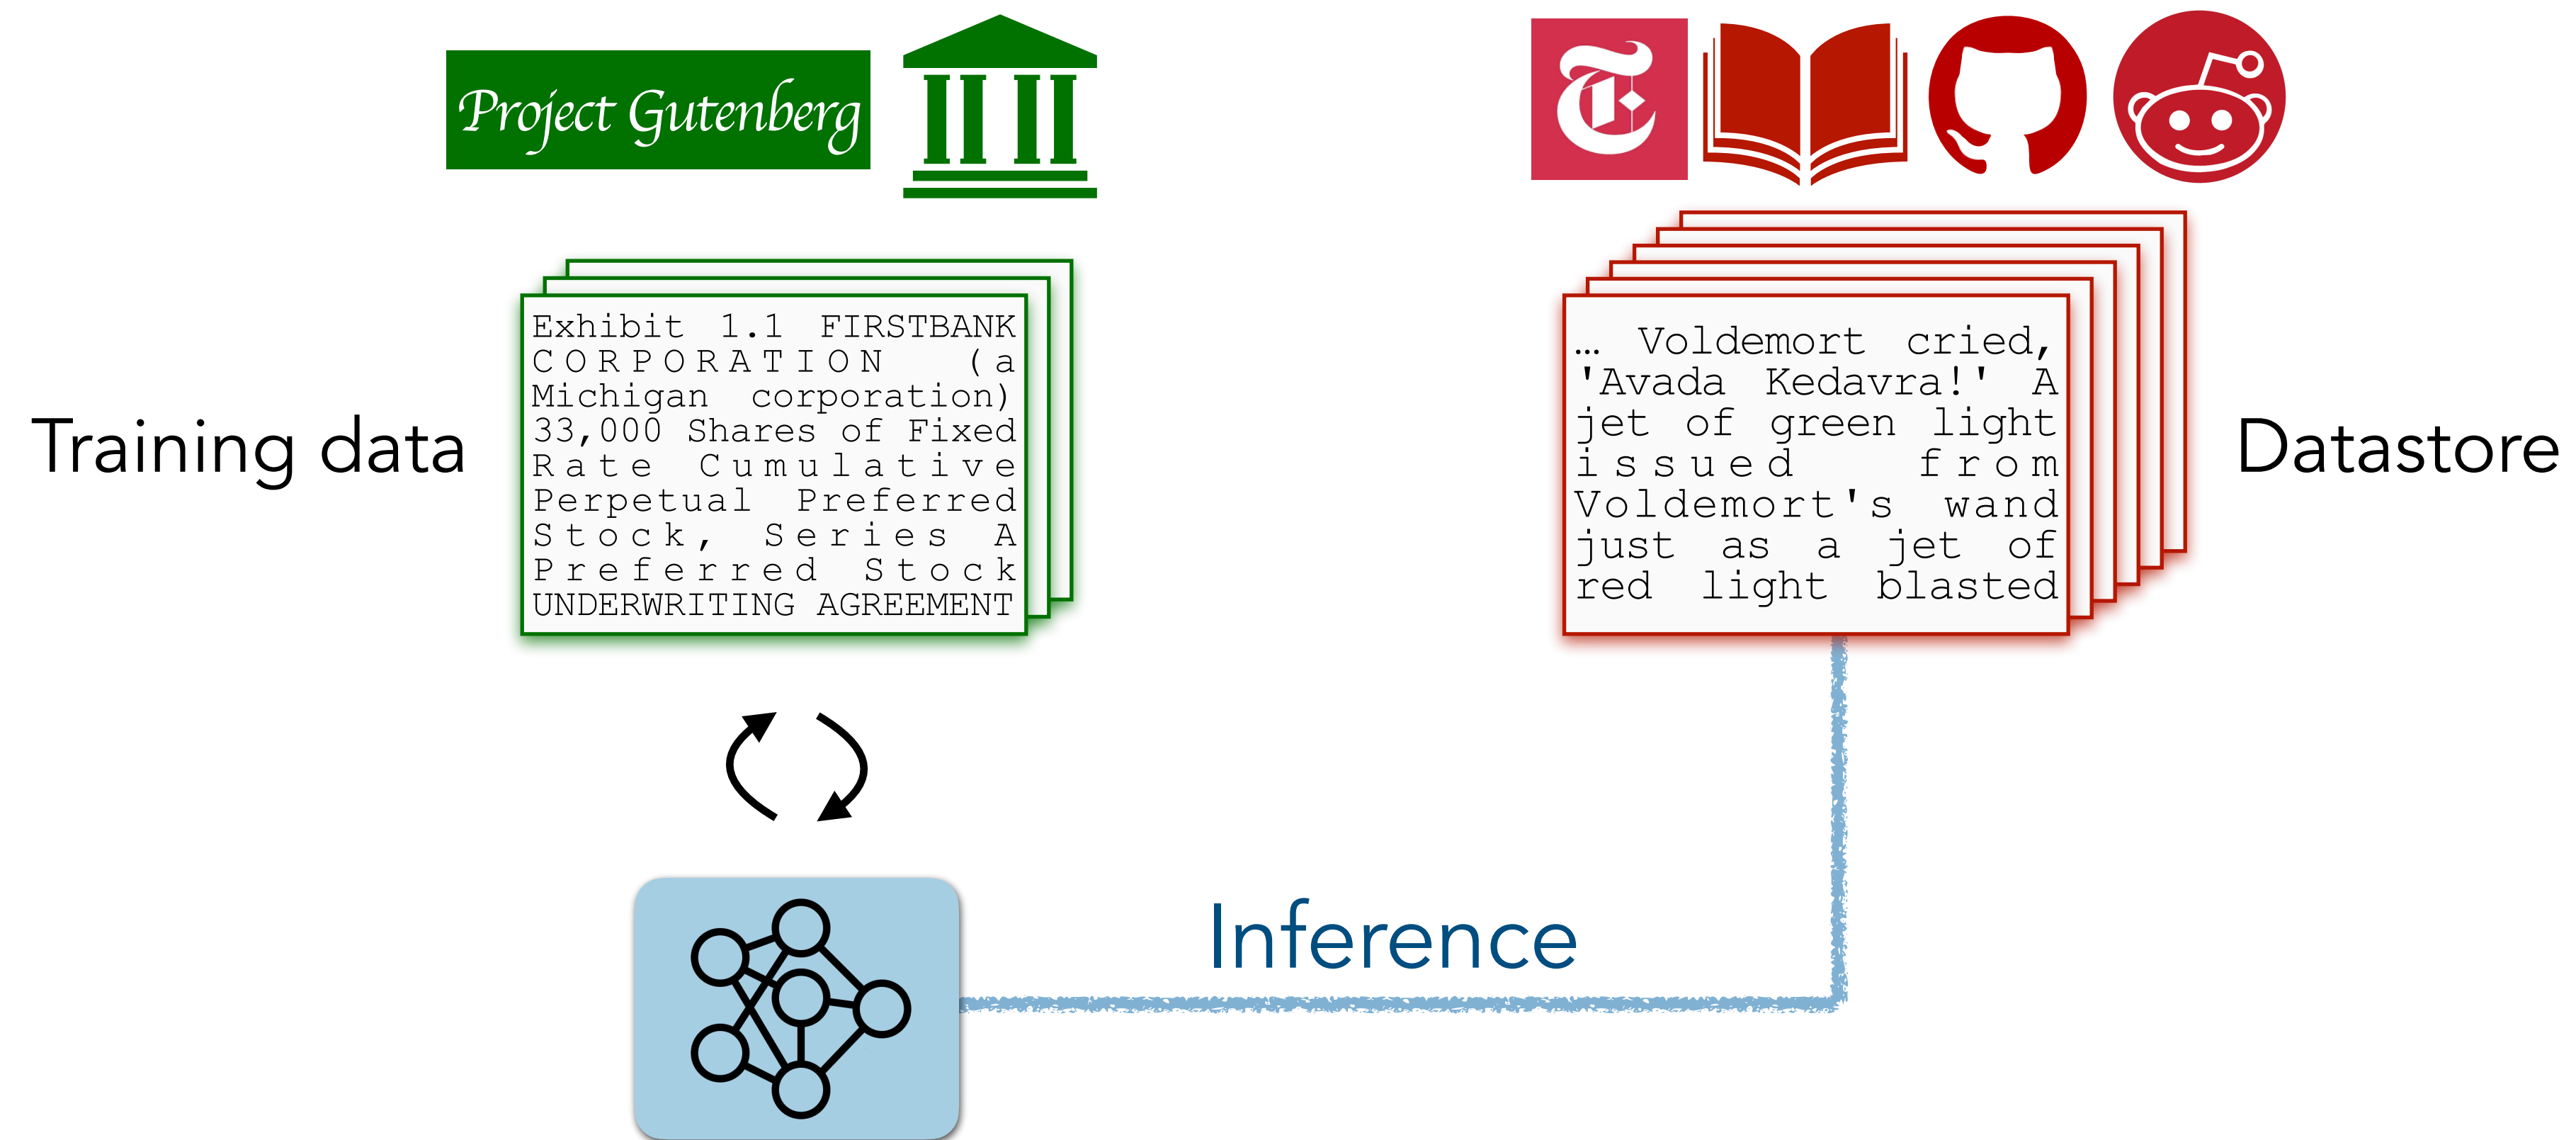 Project Gutenberg
Training data
Exhibit 1.1 FIRSTBANK
CORPORATION (a
Michigan corporation)
33,000 Shares of Fixed
Rate Cumulative
Perpetual Preferred
Stock, Series A
Preferred Stock
UNDERWRITING AGREEMENT
T
… Voldemort cried,
'Avada Kedavra!' A
jet of green light
issued from
Voldemort's wand
just as a jet of
red light blasted
Datastore
Inference